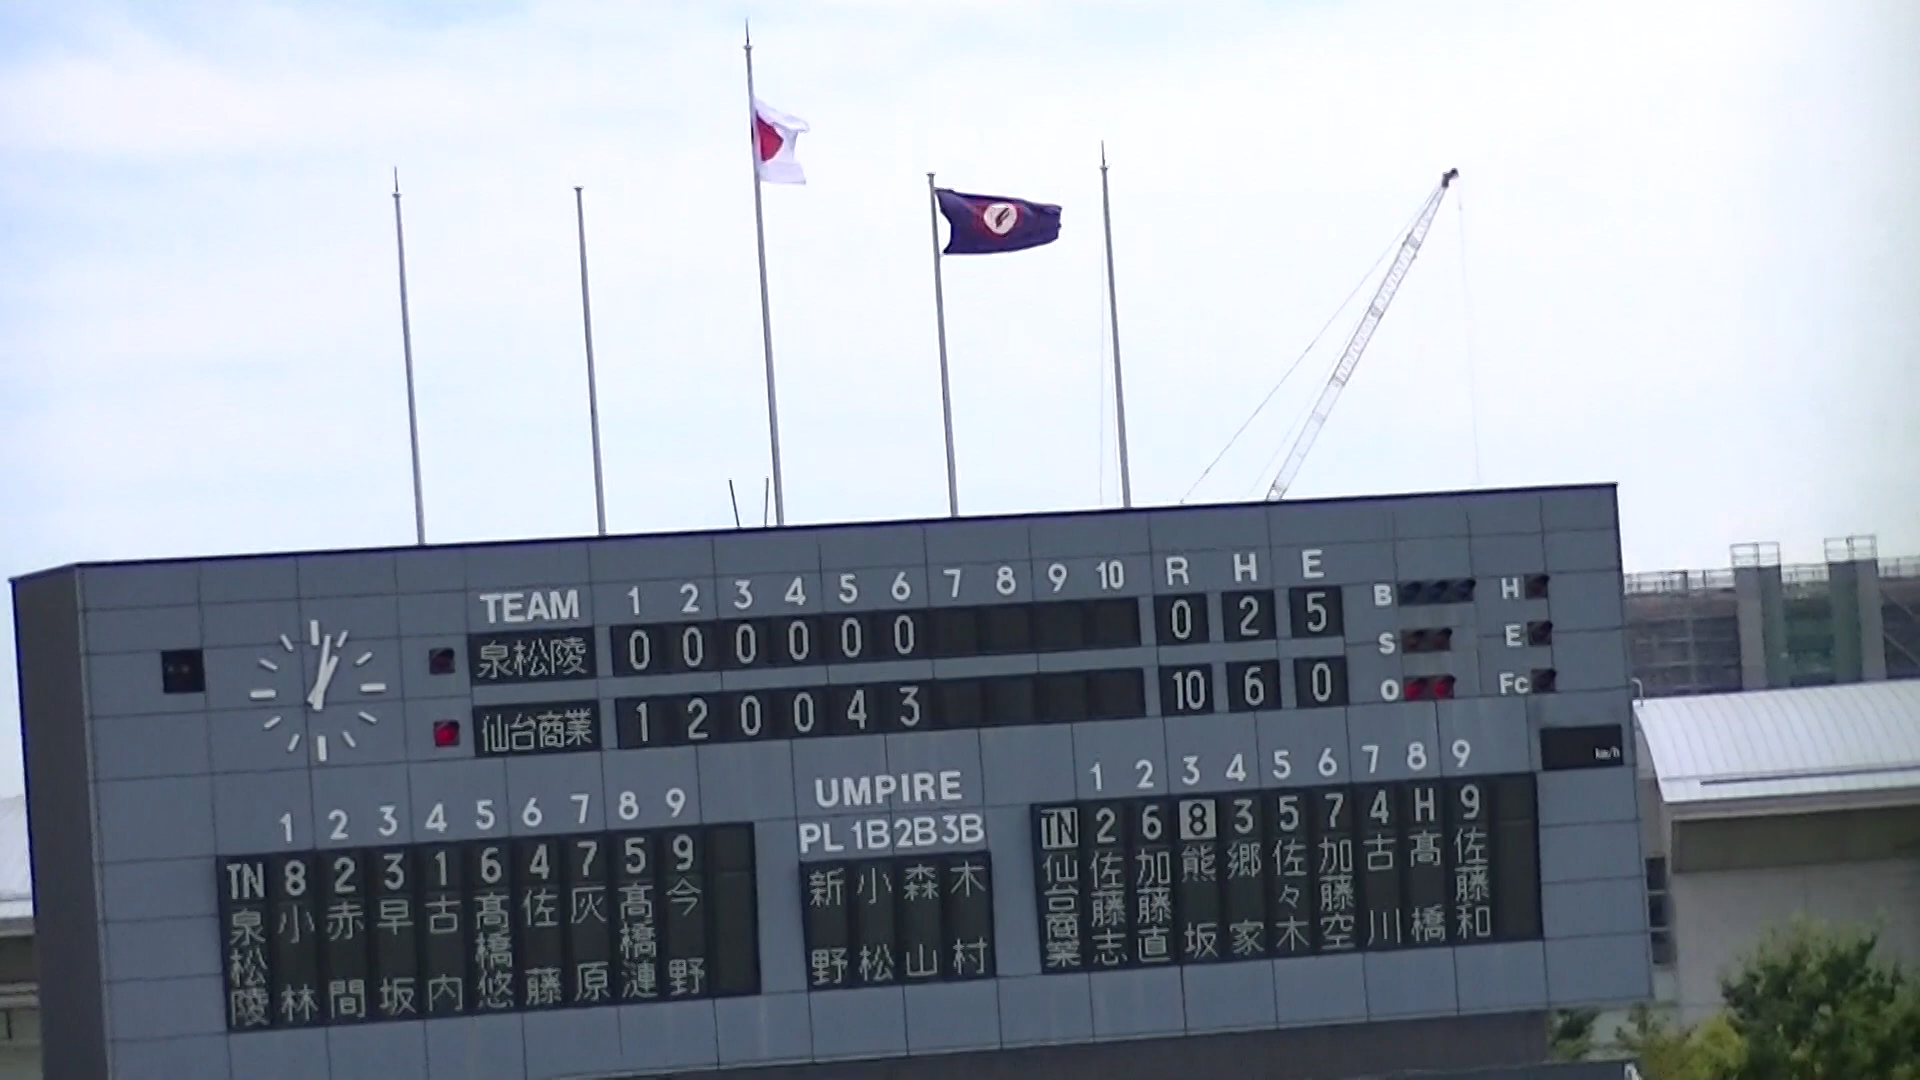 TEAM 1 2 3 4 5 6 7 8 9 10 R H E
泉松陵 0 0 0 0 0 0 0 2 5
仙台商業 1 2 0 0 4 3 10 6 0
B H
S E
O Fc
km/h
1 2 3 4 5 6 7 8 9
TN 8 2 3 1 6 4 7 5 9
泉松陵 小林 赤間 早坂 古内 髙橋悠 佐藤 灰原 髙橋漣 今野
UMPIRE
PL 1B 2B 3B
新野 小松 森山 木村
1 2 3 4 5 6 7 8 9
TN 2 6 8 3 5 7 4 H 9
仙台商業 佐藤志 加藤直 熊坂 郷家 佐々木 加藤空 古川 髙橋 佐藤和